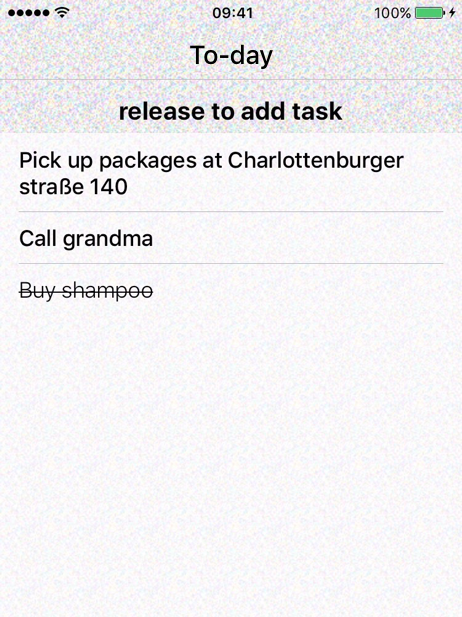 09:41
100%
To-day
release to add task
Pick up packages at Charlottenburger
straße 140
Call grandma
Buy shampoo